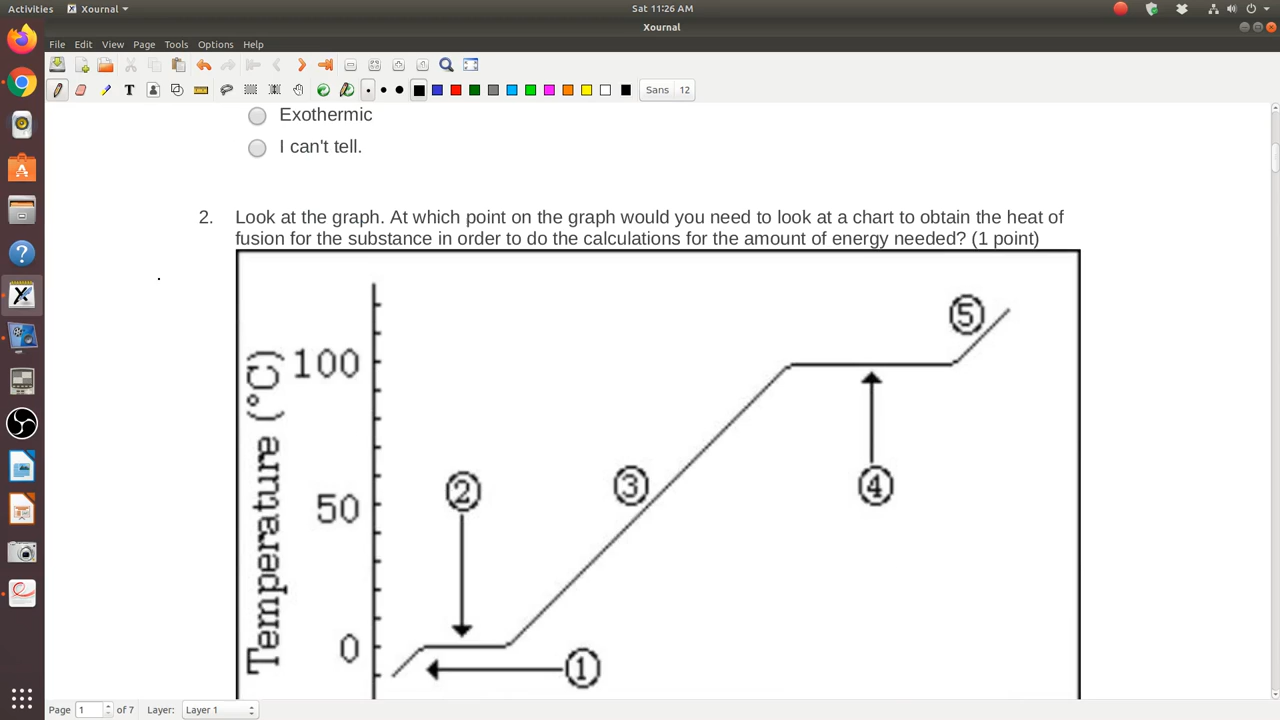 Activities
Xournal
Sat 11:26 AM
Xournal
File Edit View Page Tools Options Help
Sans 12
Exothermic
I can't tell.
2. Look at the graph. At which point on the graph would you need to look at a chart to obtain the heat of
fusion for the substance in order to do the calculations for the amount of energy needed? (1 point)
5
100
Temperature (°C)
2
3
4
50
0
1
Page 1 of 7 Layer: Layer 1